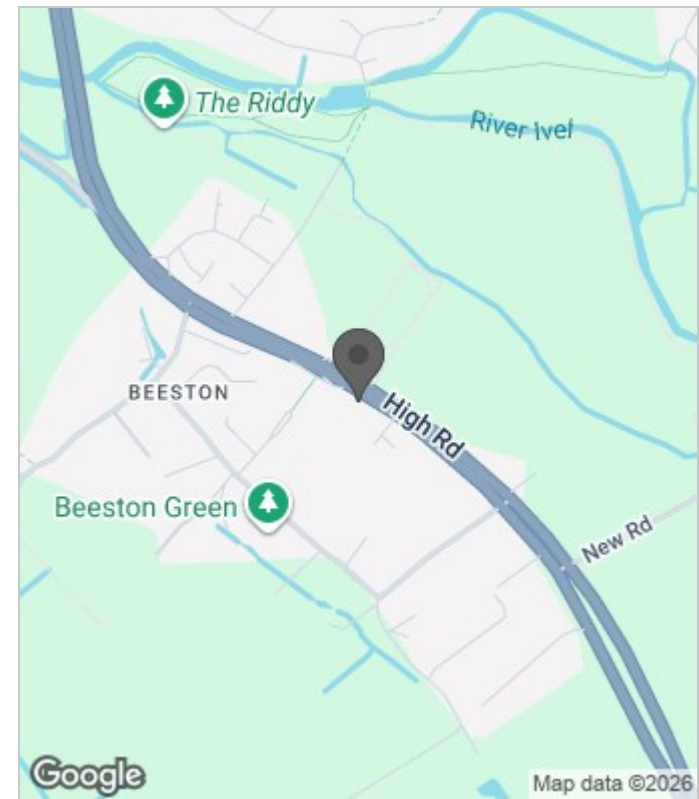 The Riddy
River Ivel
BEESTON
High Rd
Beeston Green
New Rd
Google
Map data ©2026